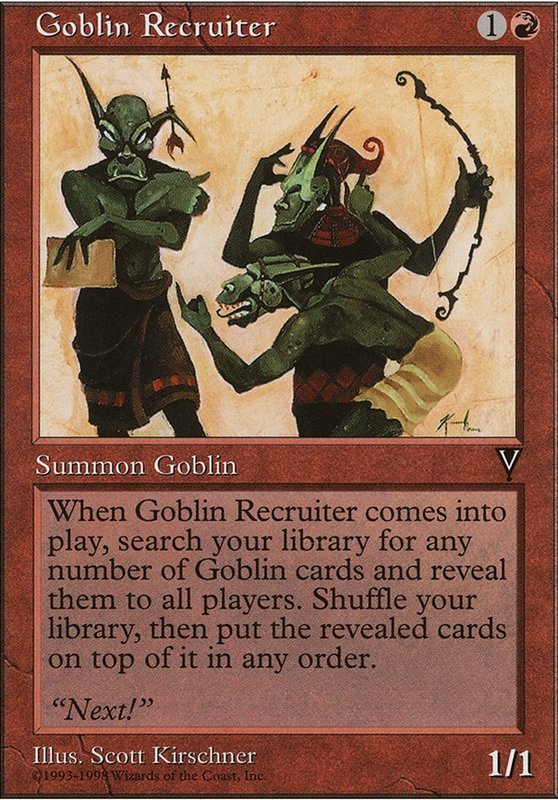 Goblin Recruiter 1
Summon Goblin
When Goblin Recruiter comes into
play, search your library for any
number of Goblin cards and reveal
them to all players. Shuffle your
library, then put the revealed cards
on top of it in any order.
“Next!”
Illus. Scott Kirschner
©1993-1998 Wizards of the Coast, Inc.
1/1